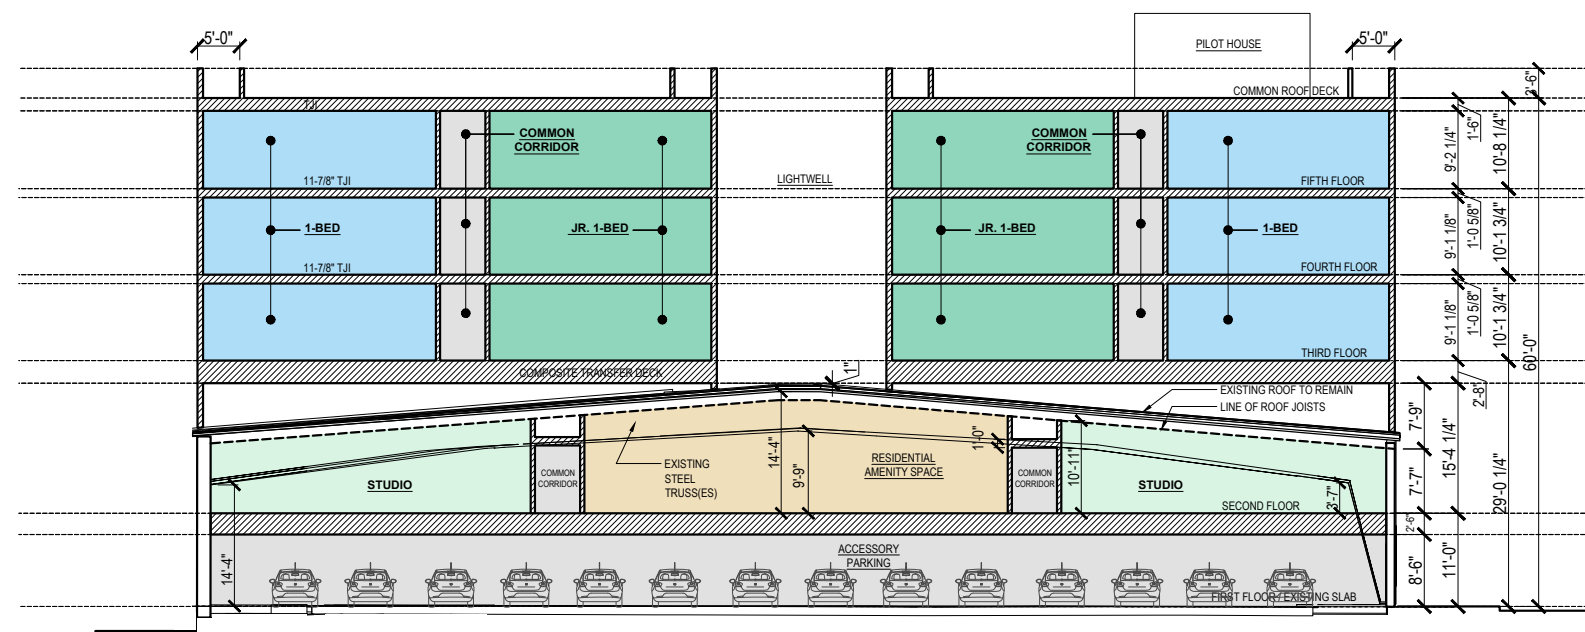 5'-0"
PILOT HOUSE
5'-0"
COMMON ROOF DECK
3'-6"
TJI
COMMON
CORRIDOR
COMMON
CORRIDOR
9'-2 1/4"
1'-6"
10'-8 1/4"
11-7/8" TJI
LIGHTWELL
FIFTH FLOOR
1-BED
JR. 1-BED
JR. 1-BED
1-BED
9'-1 1/8"
1'-0 5/8"
10'-1 3/4"
11-7/8" TJI
FOURTH FLOOR
9'-1 1/8"
1'-0 5/8"
10'-1 3/4"
60'-0"
THIRD FLOOR
COMPOSITE TRANSFER DECK
1"
2'-8"
EXISTING ROOF TO REMAIN
LINE OF ROOF JOISTS
7'-9"
15'-4 1/4"
14'-4"
9'-9"
1'-0"
10'-11"
EXISTING
STEEL
TRUSS(ES)
RESIDENTIAL
AMENITY SPACE
COMMON
CORRIDOR
COMMON
CORRIDOR
STUDIO
STUDIO
3'-7"
7'-7"
29'-0 1/4"
SECOND FLOOR
2'-6"
ACCESSORY
PARKING
14'-4"
8'-6"
11'-0"
FIRST FLOOR / EXISTING SLAB